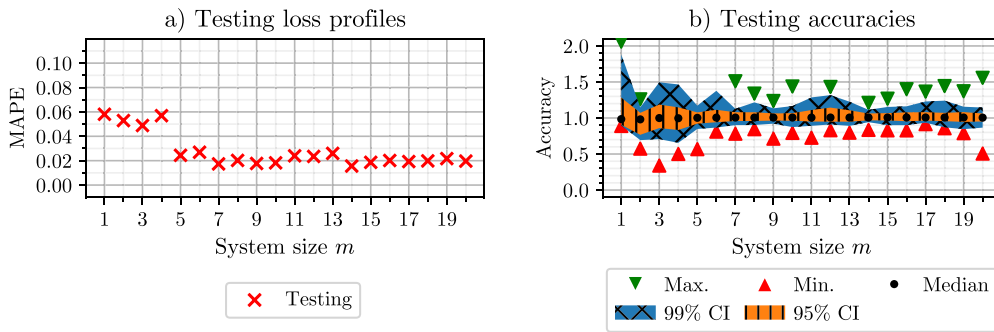 a) Testing loss profiles
MAPE
0.10
0.08
0.06
0.04
0.02
0.00
1 3 5 7 9 11 13 15 17 19
System size m
Testing
b) Testing accuracies
Accuracy
2.0
1.5
1.0
0.5
0.0
1 3 5 7 9 11 13 15 17 19
System size m
Max. Min. Median
99% CI 95% CI